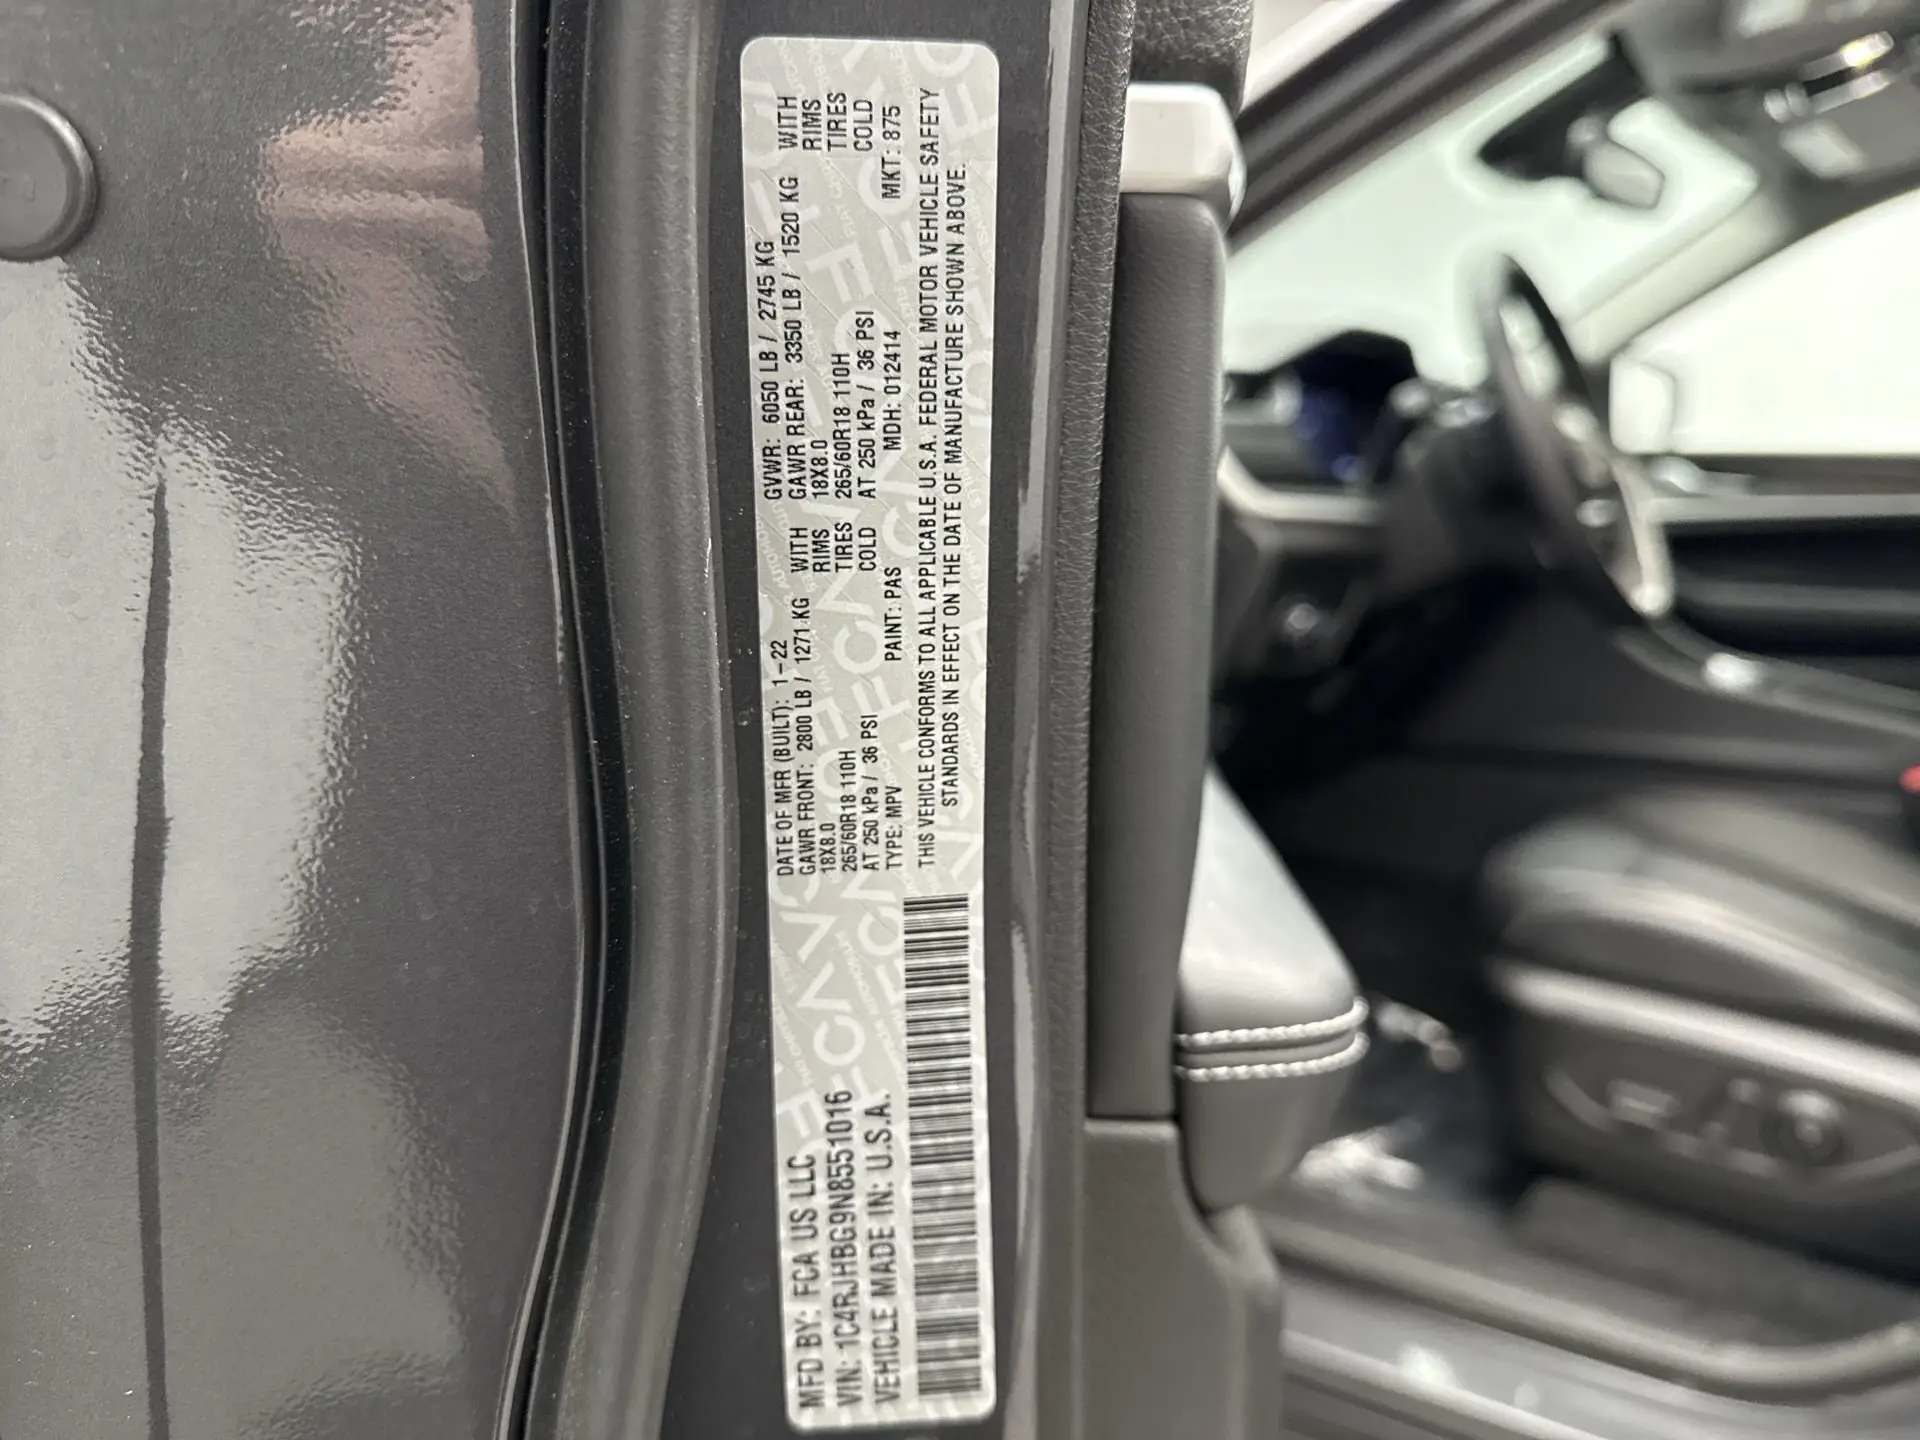 MFD BY: FCA US LLC
VIN: 1C4RJHBG9N8551016
VEHICLE MADE IN: U.S.A.
DATE OF MFR (BUILT): 1-22 GVWR: 6050 LB / 2745 KG
GAWR FRONT: 2800 LB / 1271 KG WITH GAWR REAR: 3350 LB / 1520 KG WITH
18X8.0 RIMS 18X8.0 RIMS
265/60R18 110H TIRES 265/60R18 110H TIRES
AT 250 kPa / 36 PSI COLD AT 250 kPa / 36 PSI COLD
TYPE: MPV PAINT: PAS MDH: 012414 MKT: 875
THIS VEHICLE CONFORMS TO ALL APPLICABLE U.S.A. FEDERAL MOTOR VEHICLE SAFETY
STANDARDS IN EFFECT ON THE DATE OF MANUFACTURE SHOWN ABOVE.